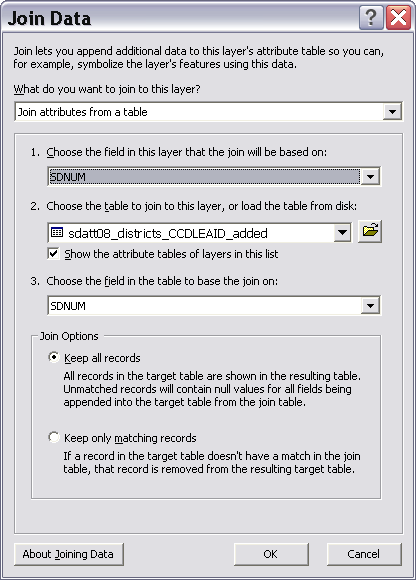 Join Data
Join lets you append additional data to this layer's attribute table so you can,
for example, symbolize the layer's features using this data.
What do you want to join to this layer?
Join attributes from a table
1. Choose the field in this layer that the join will be based on:
SDNUM
2. Choose the table to join to this layer, or load the table from disk:
sdatt08_districts_CCDLEAID_added
Show the attribute tables of layers in this list
3. Choose the field in the table to base the join on:
SDNUM
Join Options
Keep all records
All records in the target table are shown in the resulting table.
Unmatched records will contain null values for all fields being
appended into the target table from the join table.
Keep only matching records
If a record in the target table doesn't have a match in the join
table, that record is removed from the resulting target table.
About Joining Data
OK
Cancel